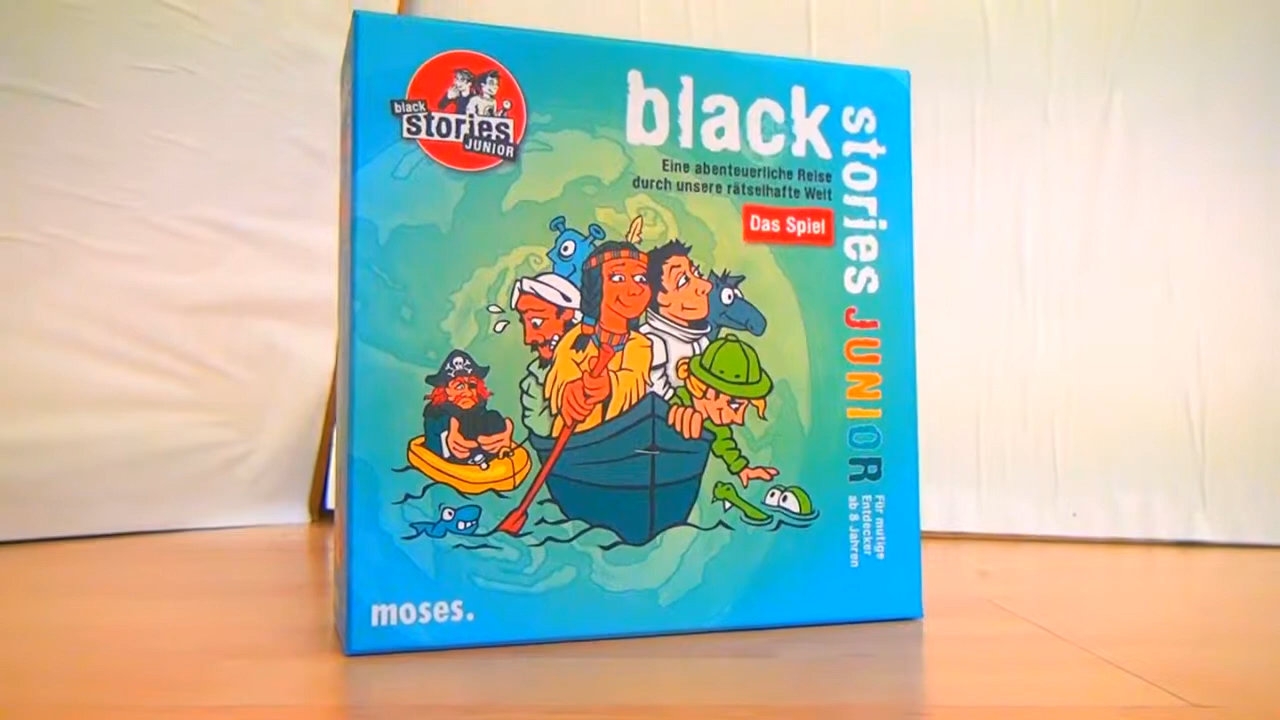 black
stories
JUNIOR
black
stories JUNIOR
Eine abenteuerliche Reise
durch unsere rätselhafte Welt
Das Spiel
Für mutige
Entdecker
ab 8 Jahren
moses.